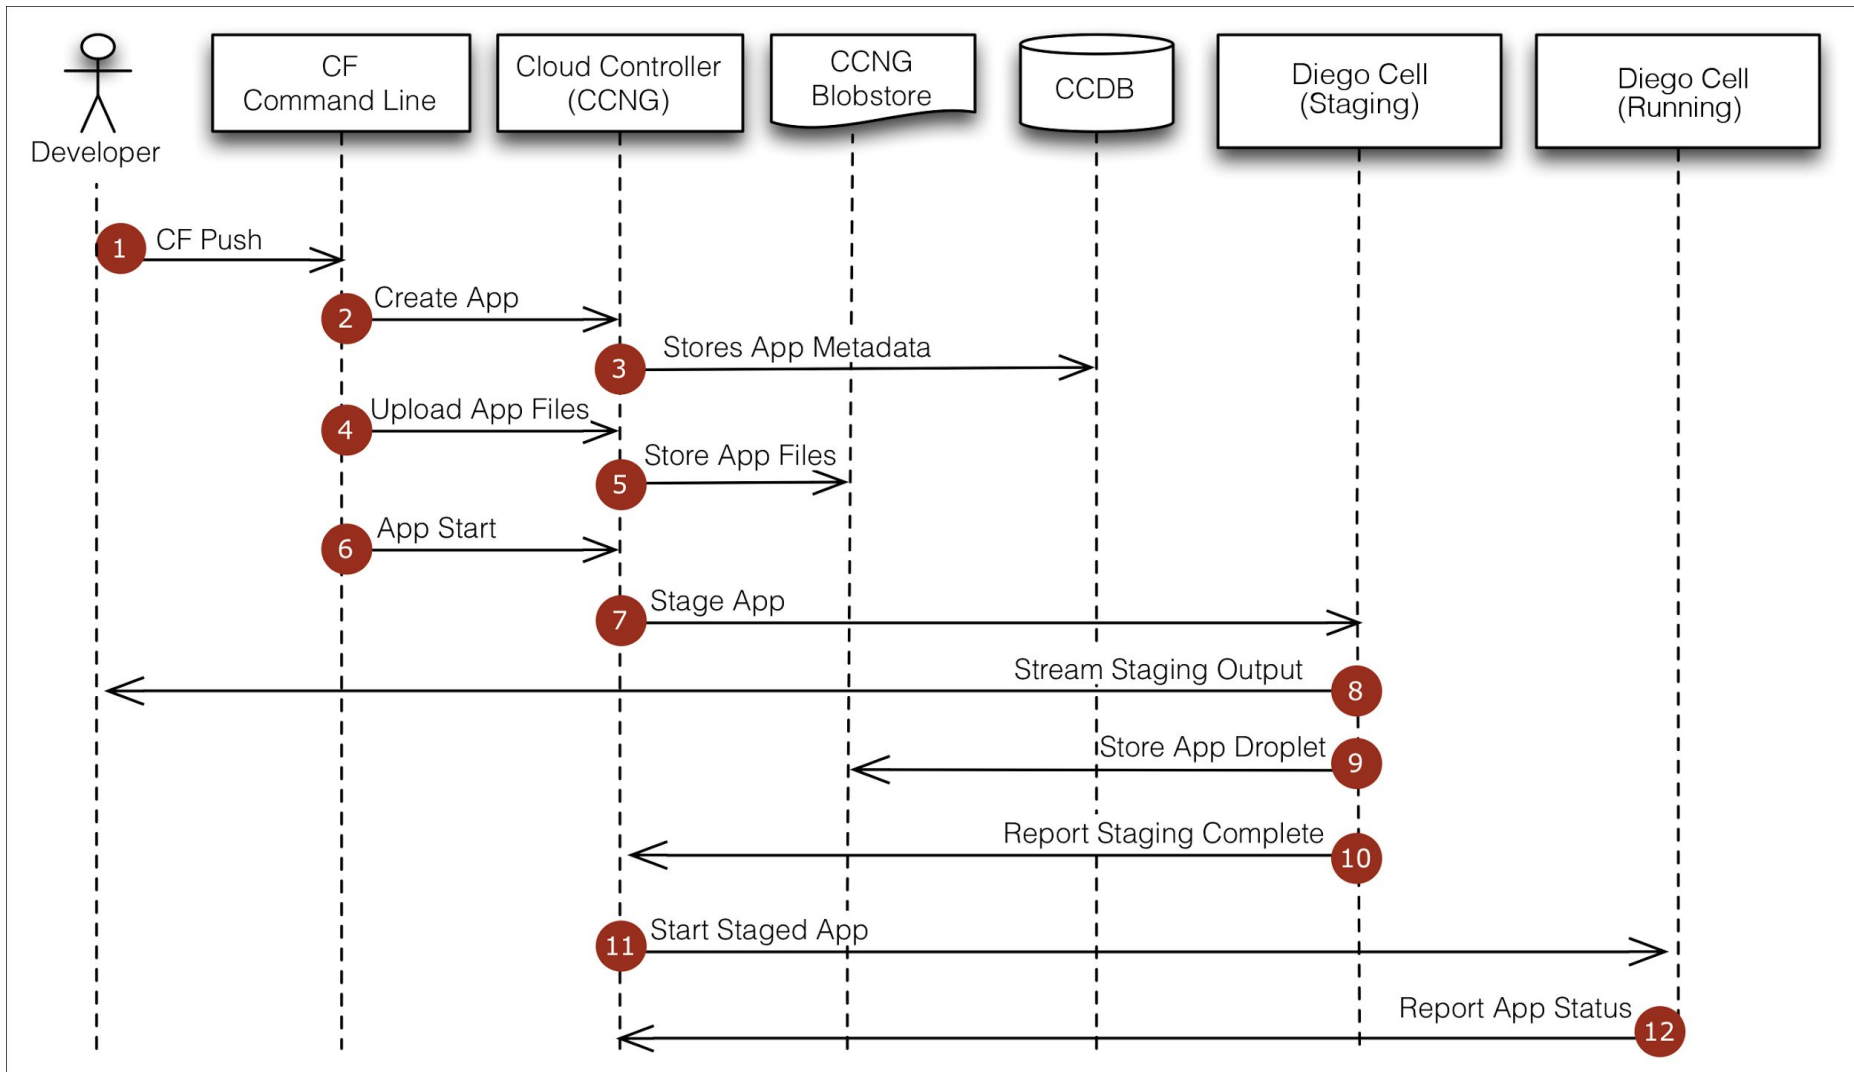 Developer
CF
Command Line
Cloud Controller
(CCNG)
CCNG
Blobstore
CCDB
Diego Cell
(Staging)
Diego Cell
(Running)
1 CF Push
2 Create App
3 Stores App Metadata
4 Upload App Files
5 Store App Files
6 App Start
7 Stage App
Stream Staging Output 8
Store App Droplet 9
Report Staging Complete 10
11 Start Staged App
Report App Status 12